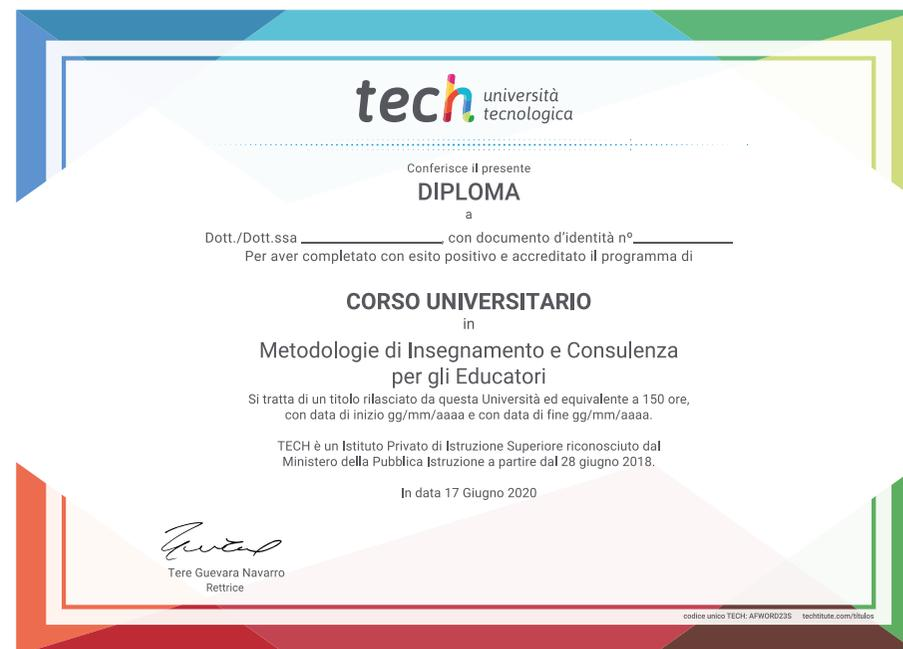 tech università
tecnologica
Conferisce il presente
DIPLOMA
a
Dott./Dott.ssa ____________, con documento d'identità nº_________
Per aver completato con esito positivo e accreditato il programma di
CORSO UNIVERSITARIO
in
Metodologie di Insegnamento e Consulenza
per gli Educatori
Si tratta di un titolo rilasciato da questa Università ed equivalente a 150 ore,
con data di inizio gg/mm/aaaa e con data di fine gg/mm/aaaa.
TECH è un Istituto Privato di Istruzione Superiore riconosciuto dal
Ministero della Pubblica Istruzione a partire dal 28 giugno 2018.
In data 17 Giugno 2020
Tere Guevara Navarro
Rettrice
codice unico TECH: AFWORD23S techtitute.com/titulos